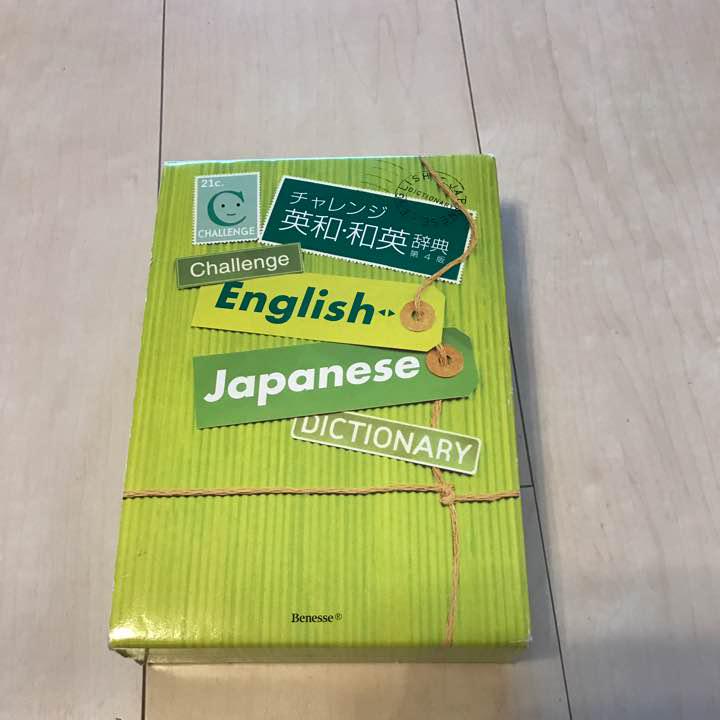 21c.
CHALLENGE
チャレンジ
英和・和英辞典
第4版
DICTIONARY
Challenge
English
Japanese
DICTIONARY
Benesse®